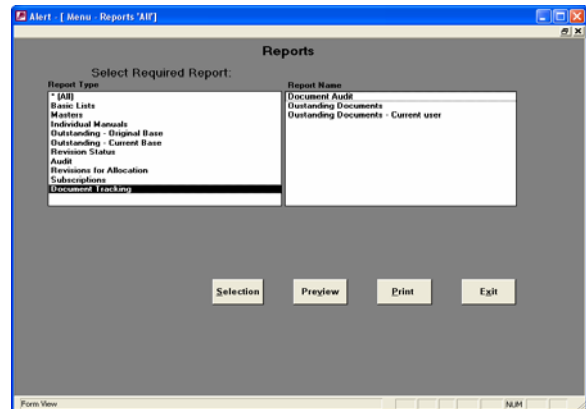 Alert - [ Menu - Reports 'All']
Reports
Select Required Report:
Report Type
* (All)
Basic Lists
Masters
Individual Manuals
Outstanding - Original Base
Outstanding - Current Base
Revision Status
Audit
Revisions for Allocation
Subscriptions
Document Tracking
Report Name
Document Audit
Oustanding Documents
Oustanding Documents - Current user
Selection
Preview
Print
Exit
Form View
NUM